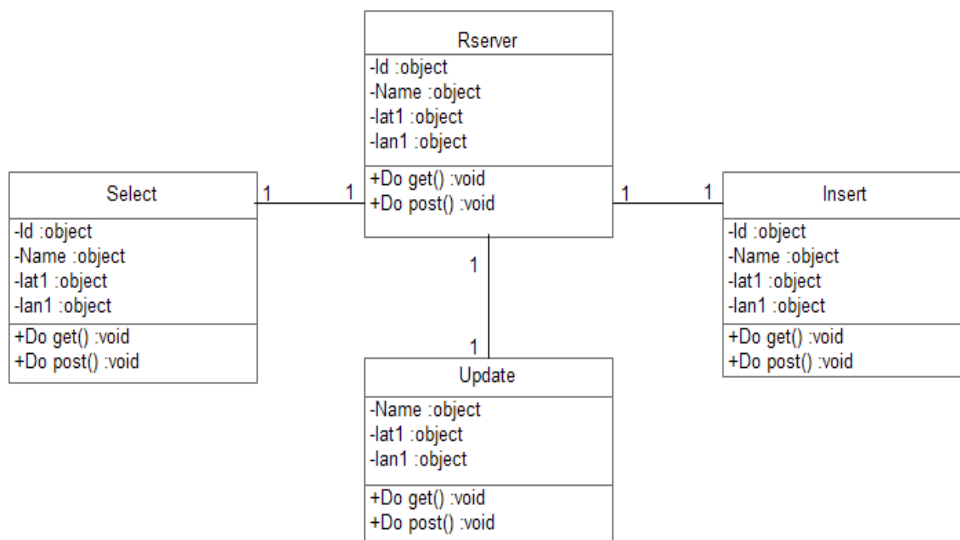 Rserver
-Id :object
-Name :object
-lat1 :object
-lan1 :object
+Do get() :void
+Do post() :void
Select
-Id :object
-Name :object
-lat1 :object
-lan1 :object
+Do get() :void
+Do post() :void
1
1
1
1
Insert
-Id :object
-Name :object
-lat1 :object
-lan1 :object
+Do get() :void
+Do post() :void
1
1
Update
-Name :object
-lat1 :object
-lan1 :object
+Do get() :void
+Do post() :void